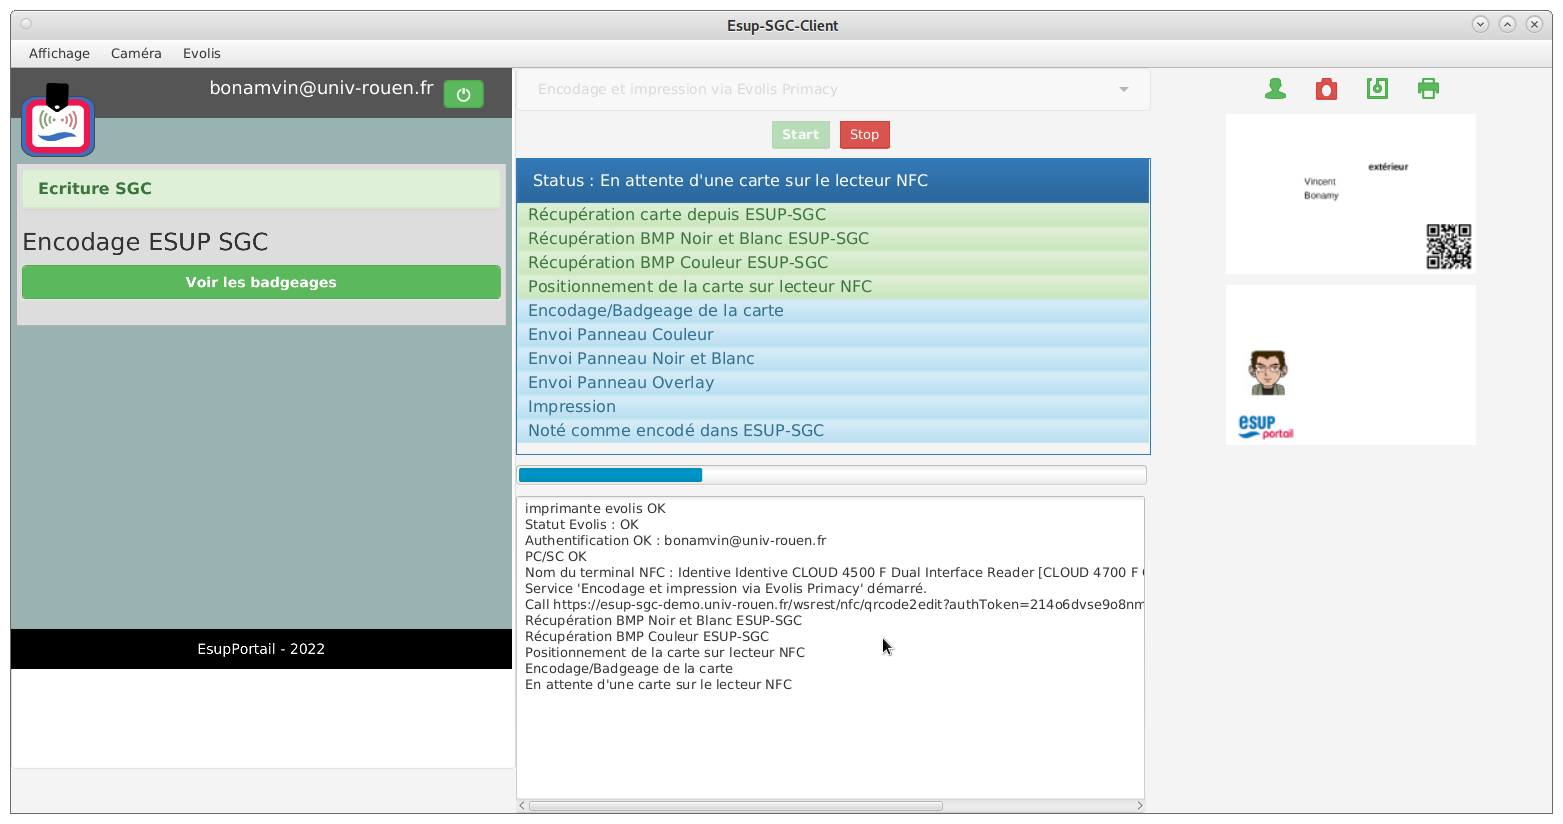 Esup-SGC-Client
Affichage Caméra Evolis
bonamvin@univ-rouen.fr
Ecriture SGC
Encodage ESUP SGC
Voir les badgeages
EsupPortail - 2022
Encodage et impression via Evolis Primacy
Start Stop
Status : En attente d'une carte sur le lecteur NFC
Récupération carte depuis ESUP-SGC
Récupération BMP Noir et Blanc ESUP-SGC
Récupération BMP Couleur ESUP-SGC
Positionnement de la carte sur lecteur NFC
Encodage/Badgeage de la carte
Envoi Panneau Couleur
Envoi Panneau Noir et Blanc
Envoi Panneau Overlay
Impression
Noté comme encodé dans ESUP-SGC
imprimante evolis OK
Statut Evolis : OK
Authentification OK : bonamvin@univ-rouen.fr
PC/SC OK
Nom du terminal NFC : Identive Identive CLOUD 4500 F Dual Interface Reader [CLOUD 4700 F
Service 'Encodage et impression via Evolis Primacy' démarré.
Call https://esup-sgc-demo.univ-rouen.fr/wsrest/nfc/qrcode2edit?authToken=214o6dvse9o8nm
Récupération BMP Noir et Blanc ESUP-SGC
Récupération BMP Couleur ESUP-SGC
Positionnement de la carte sur lecteur NFC
Encodage/Badgeage de la carte
En attente d'une carte sur le lecteur NFC
extérieur
Vincent
Bonamy
esup
portail